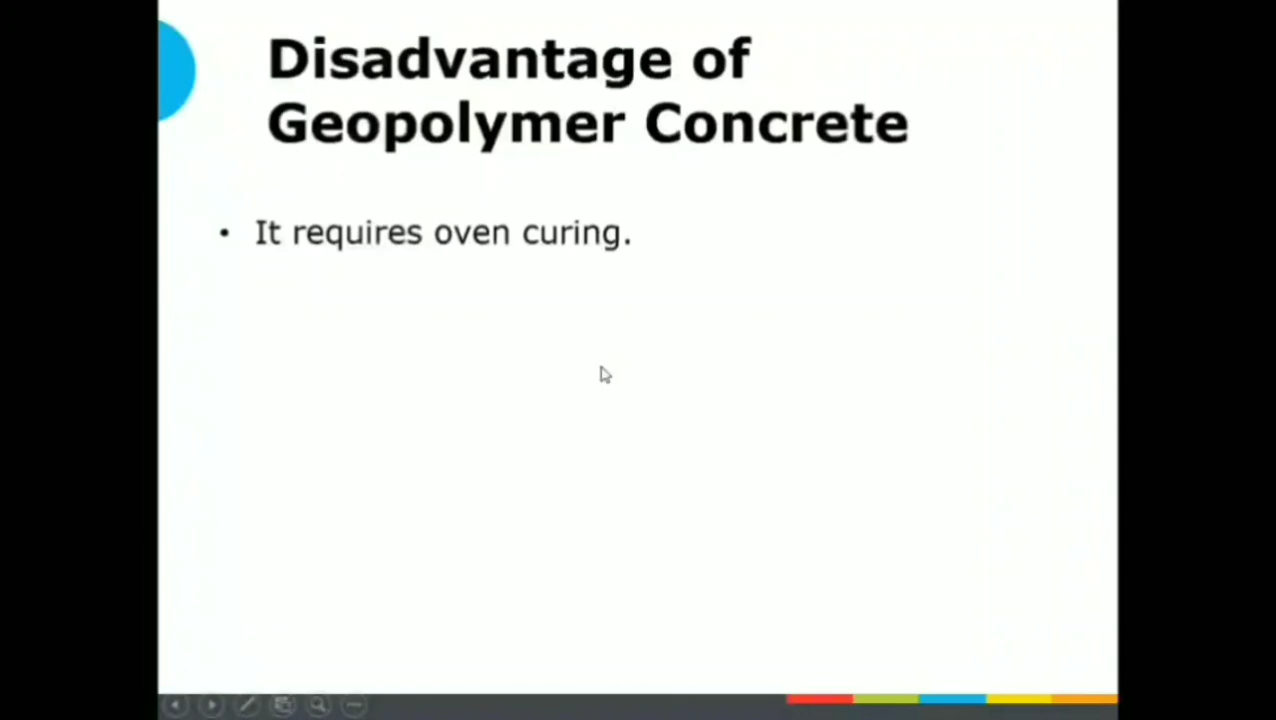 Disadvantage of
Geopolymer Concrete
• It requires oven curing.